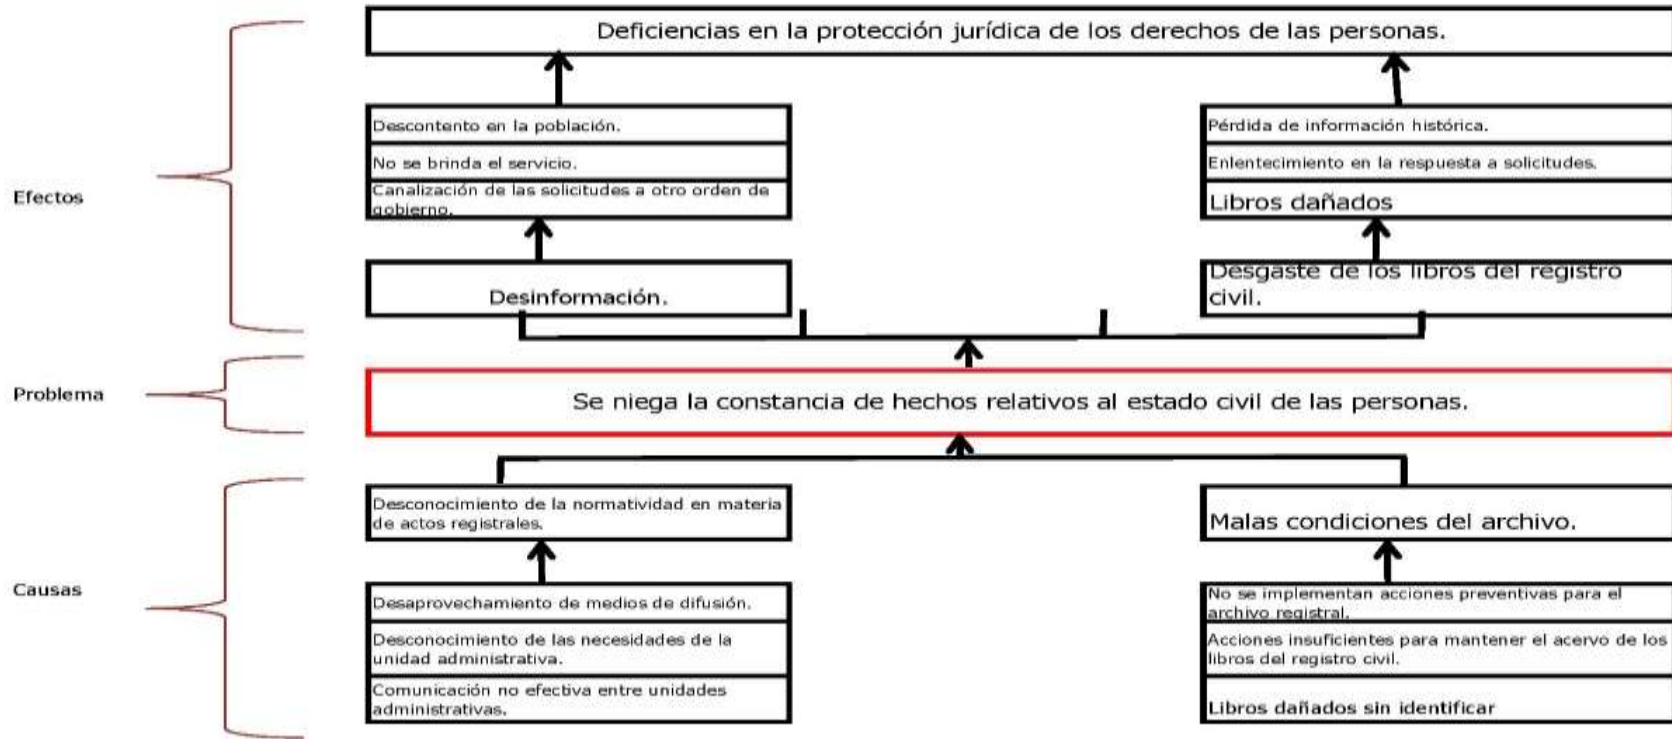 Deficiencias en la protección jurídica de los derechos de las personas.
Descontento en la población.
No se brinda el servicio.
Canalización de las solicitudes a otro orden de
gobierno.
Pérdida de información histórica.
Enlentecimiento en la respuesta a solicitudes.
Libros dañados
Efectos
Desinformación.
Desgaste de los libros del registro
civil.
Problema
Se niega la constancia de hechos relativos al estado civil de las personas.
Desconocimiento de la normatividad en materia
de actos registrales.
Malas condiciones del archivo.
Causas
Desaprovechamiento de medios de difusión.
Desconocimiento de las necesidades de la
unidad administrativa.
Comunicación no efectiva entre unidades
administrativas.
No se implementan acciones preventivas para el
archivo registral.
Acciones insuficientes para mantener el acervo de los
libros del registro civil.
Libros dañados sin identificar